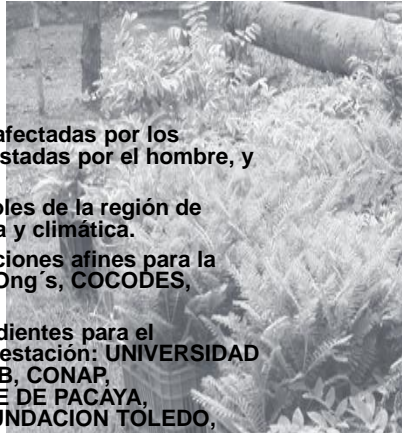 afectadas por los
stadas por el hombre, y
oles de la región de
a y climática.
ciones afines para la
Ong´s, COCODES,
dientes para el
estación: UNIVERSIDAD
B, CONAP,
E DE PACAYA,
UNDACION TOLEDO,